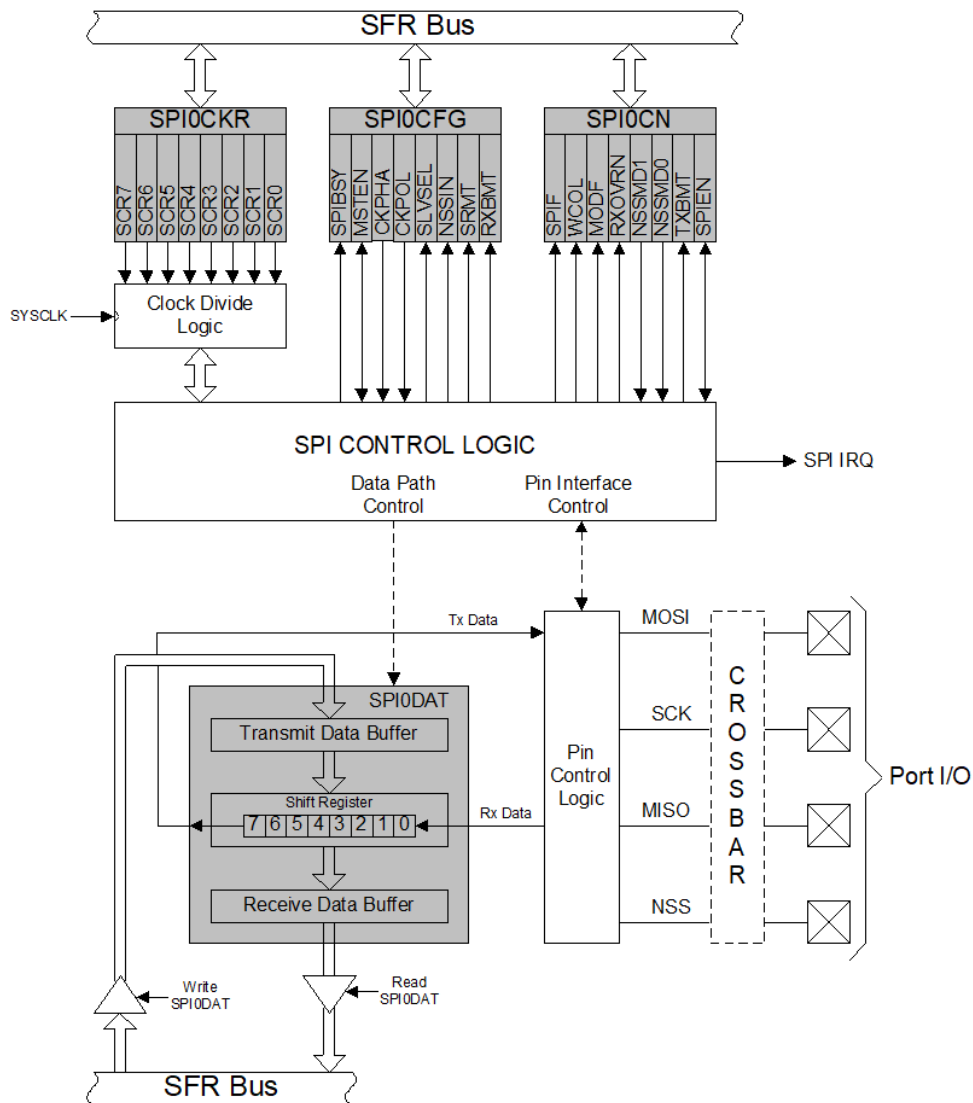 SFR Bus
SPI0CKR
SPI0CFG
SPI0CN
SCR7
SCR6
SCR5
SCR4
SCR3
SCR2
SCR1
SCR0
SPIBSY
MSTEN
CKPHA
CKPOL
SLVSEL
NSSIN
SRMT
RXBMT
SPIF
WCOL
MODF
RXOVRN
NSSMD1
NSSMD0
TXBMT
SPIEN
SYSCLK
Clock Divide
Logic
SPI CONTROL LOGIC
SPI IRQ
Data Path
Control
Pin Interface
Control
Tx Data
MOSI
SPI0DAT
Transmit Data Buffer
SCK
Shift Register
7 6 5 4 3 2 1 0
Rx Data
Pin
Control
Logic
MISO
Receive Data Buffer
NSS
CROSSBAR
Port I/O
Write
SPI0DAT
Read
SPI0DAT
SFR Bus